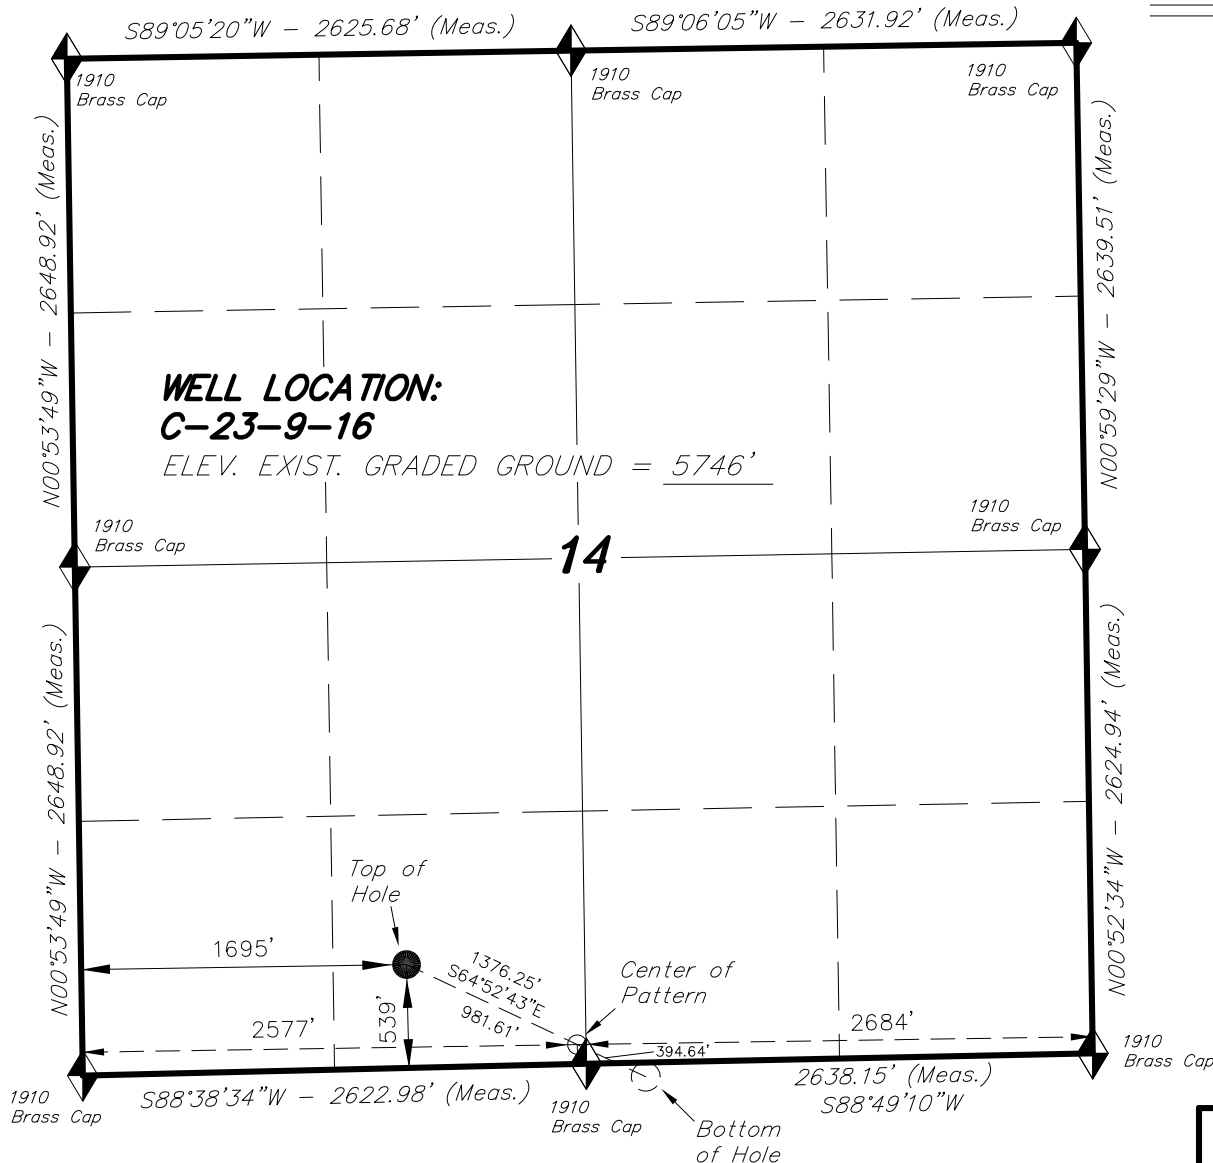 S89°05'20"W - 2625.68' (Meas.)
S89°06'05"W - 2631.92' (Meas.)
1910
Brass Cap
1910
Brass Cap
1910
Brass Cap
N00°53'49"W - 2648.92' (Meas.)
N00°59'29"W - 2639.51' (Meas.)
WELL LOCATION:
C-23-9-16
ELEV. EXIST. GRADED GROUND = 5746'
1910
Brass Cap
1910
Brass Cap
14
N00°53'49"W - 2648.92' (Meas.)
N00°52'34"W - 2624.94' (Meas.)
Top of
Hole
1695'
1376.25'
S64°52'43"E
981.61'
Center of
Pattern
539'
2577'
2684'
394.64'
1910
Brass Cap
S88°38'34"W - 2622.98' (Meas.)
2638.15' (Meas.)
S88°49'10"W
1910
Brass Cap
1910
Brass Cap
Bottom
of Hole